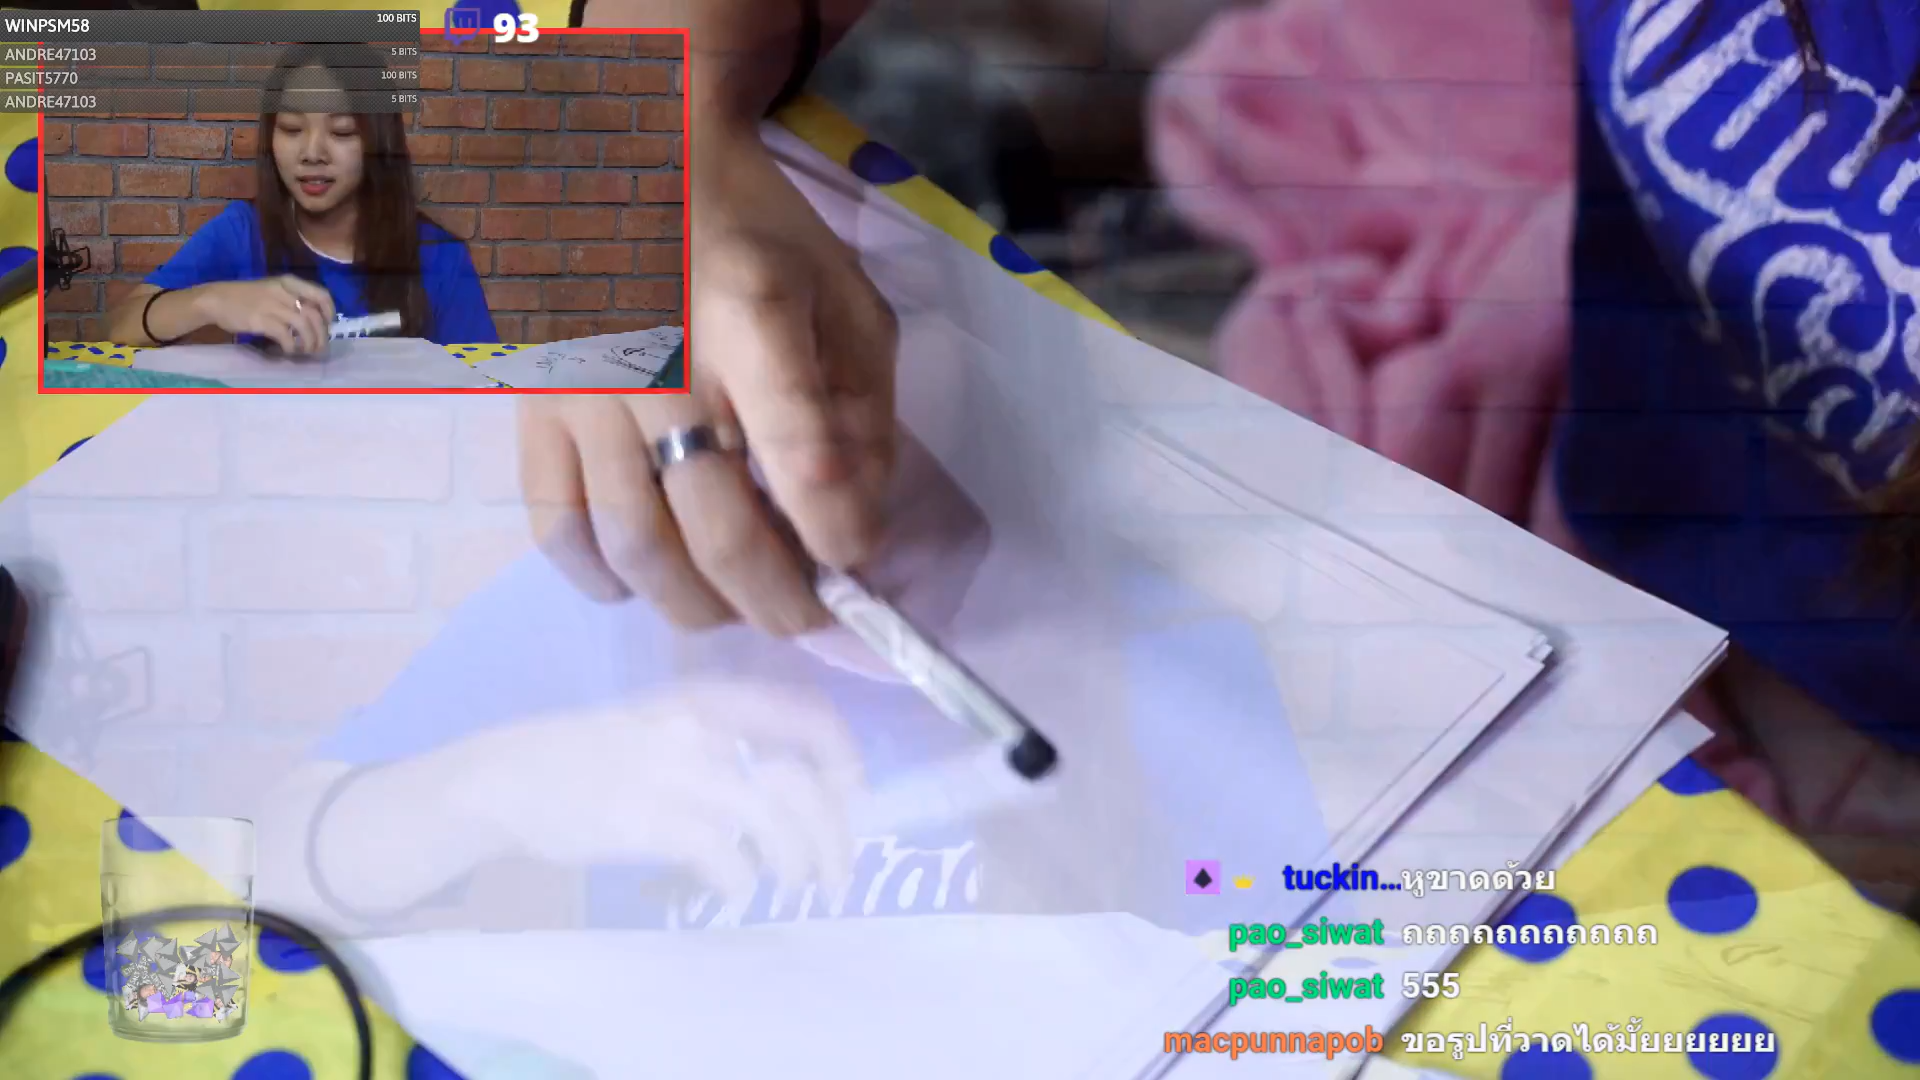 WINPSM58 100 BITS
ANDRE47103 5 BITS
PASIT5770 100 BITS
ANDRE47103 5 BITS
93
tuckin...หูขาดด้วย
pao_siwat ถถถถถถถถถถถ
pao_siwat 555
macpunnapob ขอรูปที่วาดได้มั้ยยยยยยย